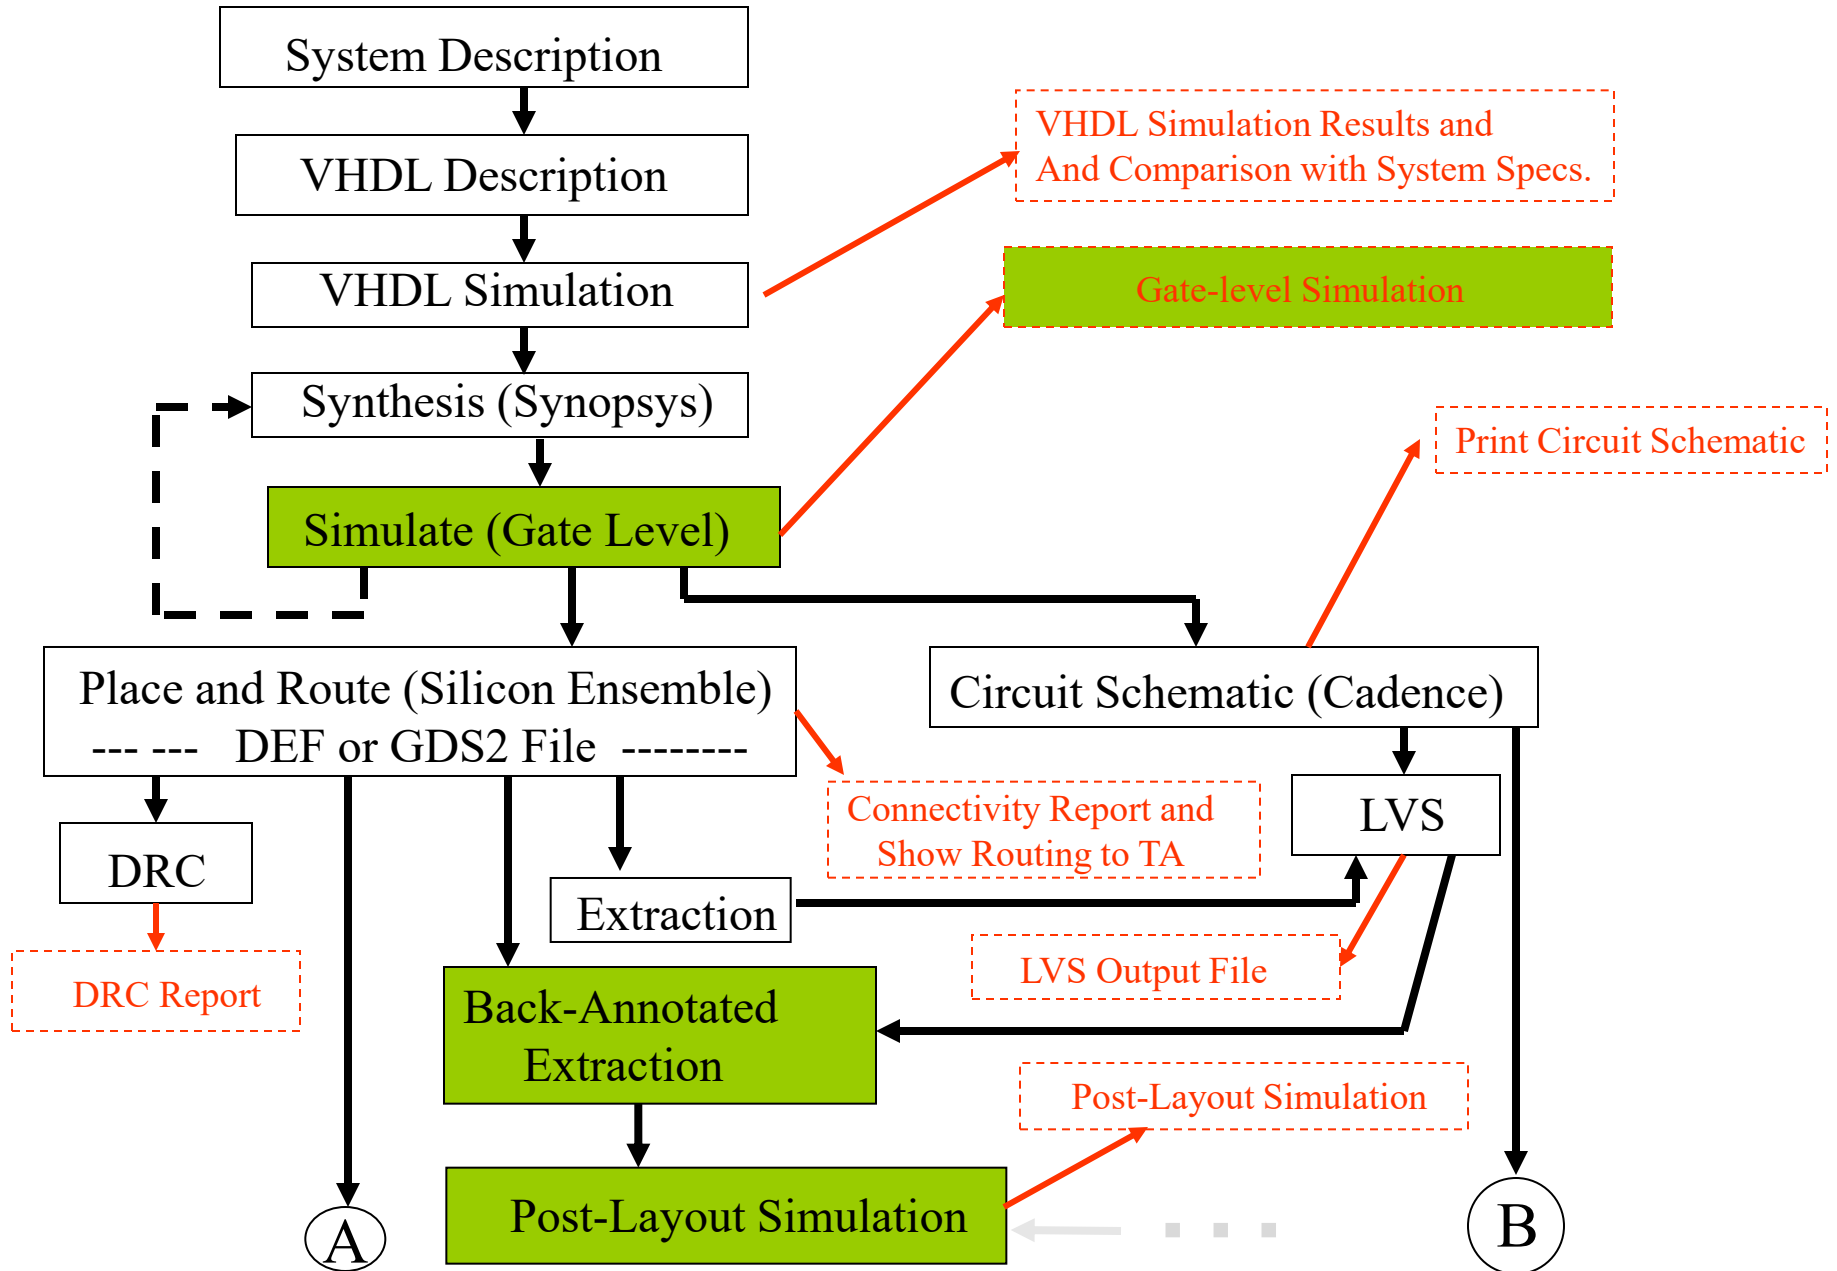 System Description
VHDL Simulation Results and
And Comparison with System Specs.
VHDL Description
VHDL Simulation
Gate-level Simulation
Synthesis (Synopsys)
Print Circuit Schematic
Simulate (Gate Level)
Place and Route (Silicon Ensemble)
--- --- DEF or GDS2 File --------
Circuit Schematic (Cadence)
Connectivity Report and
Show Routing to TA
LVS
DRC
Extraction
DRC Report
LVS Output File
Back-Annotated
Extraction
Post-Layout Simulation
Post-Layout Simulation
A
B